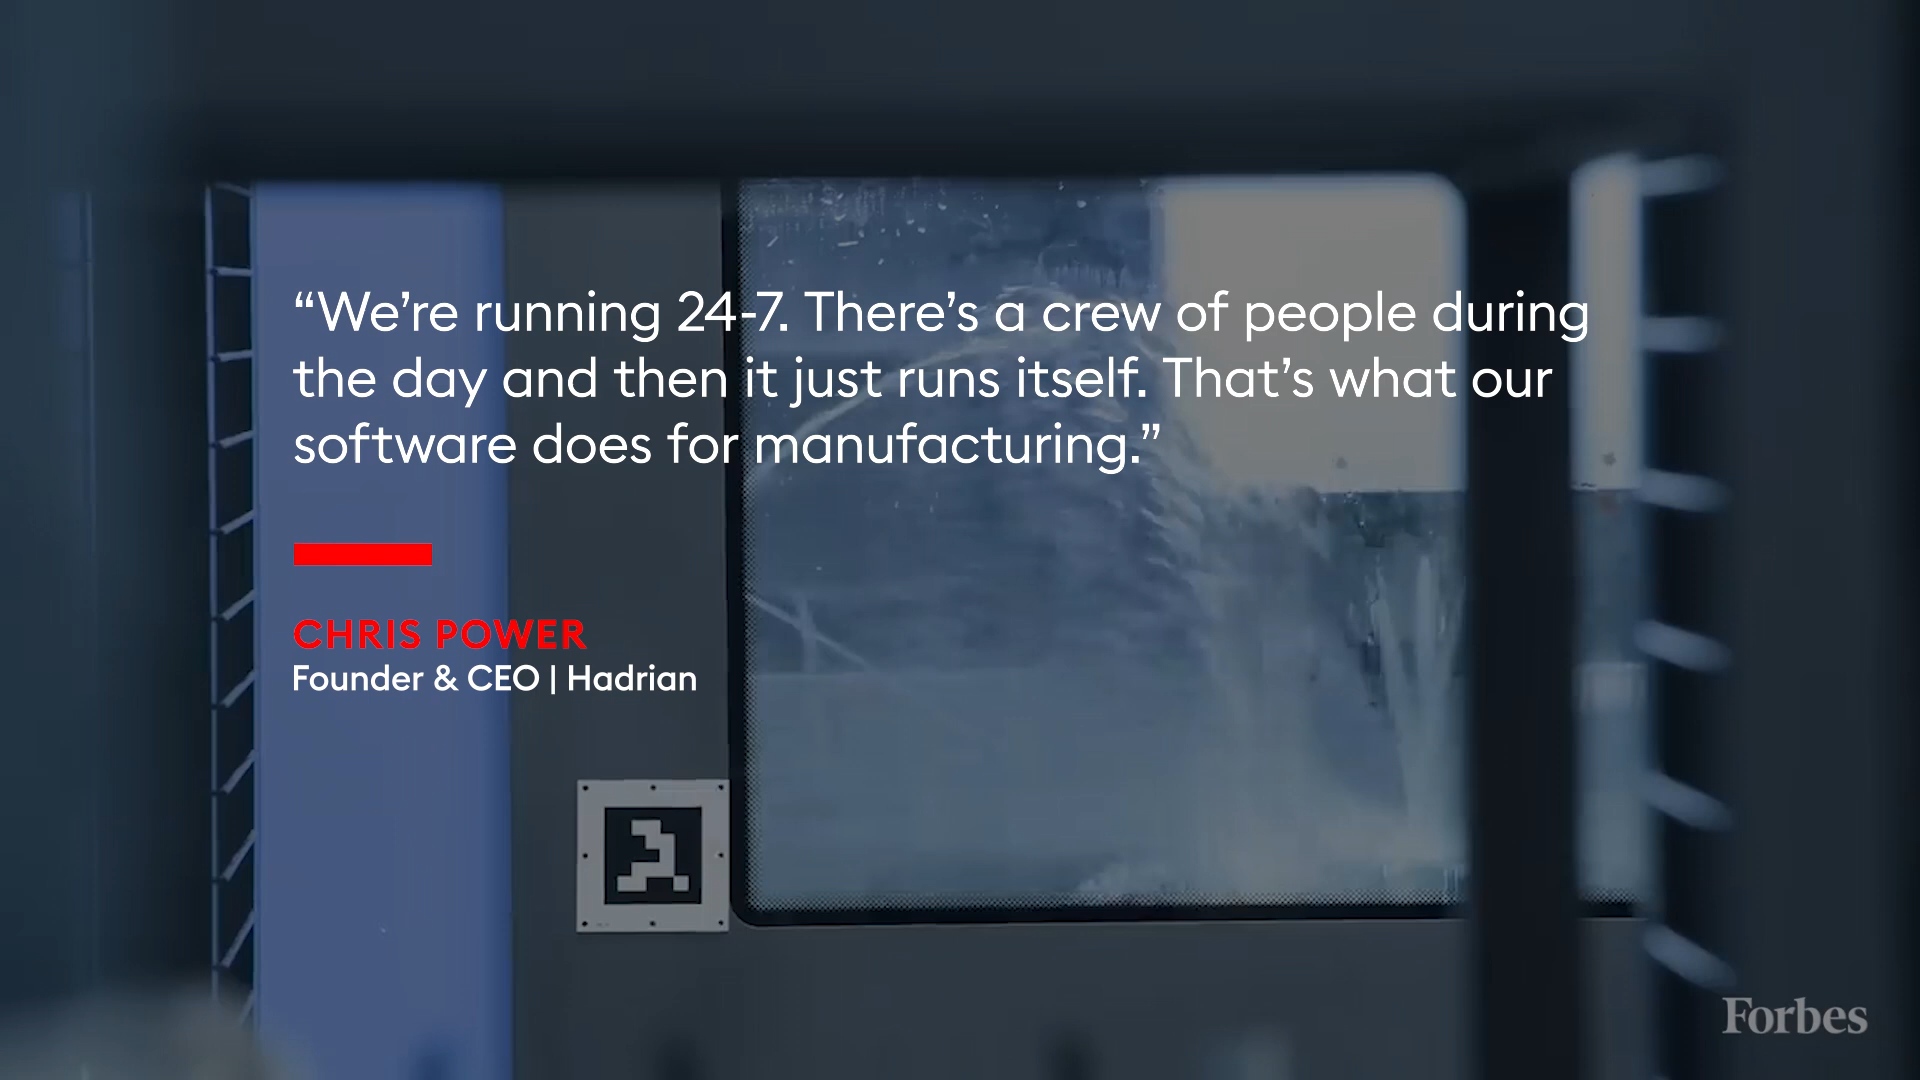 “We’re running 24-7. There’s a crew of people during
the day and then it just runs itself. That’s what our
software does for manufacturing.”
CHRIS POWER
Founder & CEO | Hadrian
Forbes